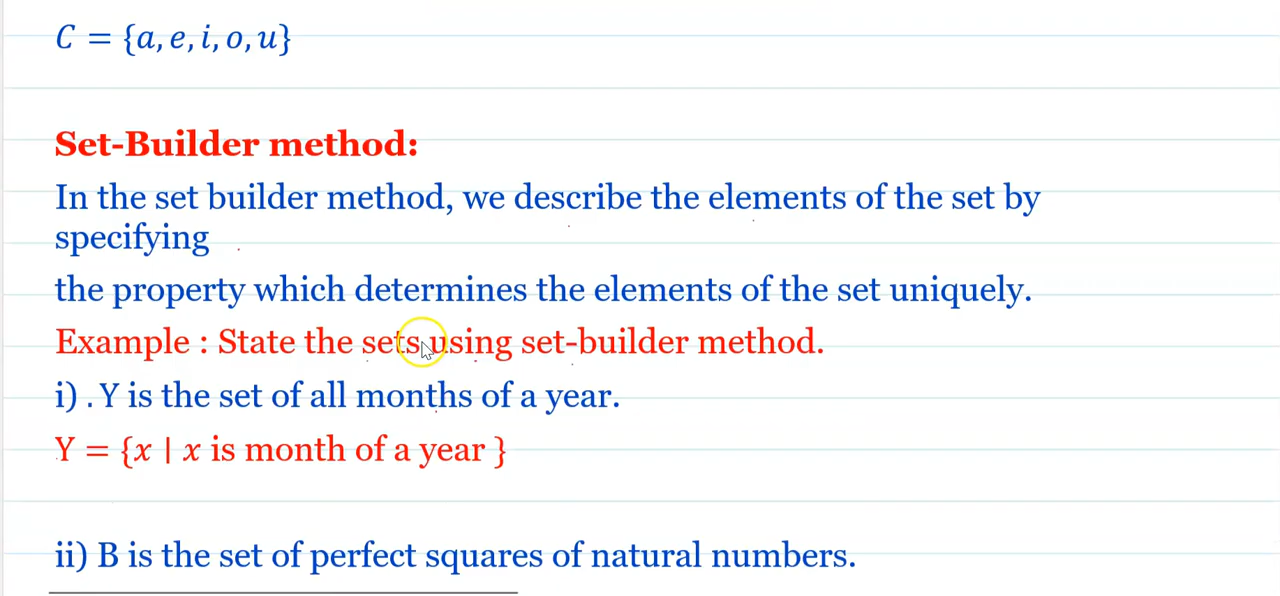 C = {a, e, i, o, u}
Set-Builder method:
In the set builder method, we describe the elements of the set by
specifying
the property which determines the elements of the set uniquely.
Example : State the sets using set-builder method.
i) . Y is the set of all months of a year.
Y = {x | x is month of a year }
ii) B is the set of perfect squares of natural numbers.